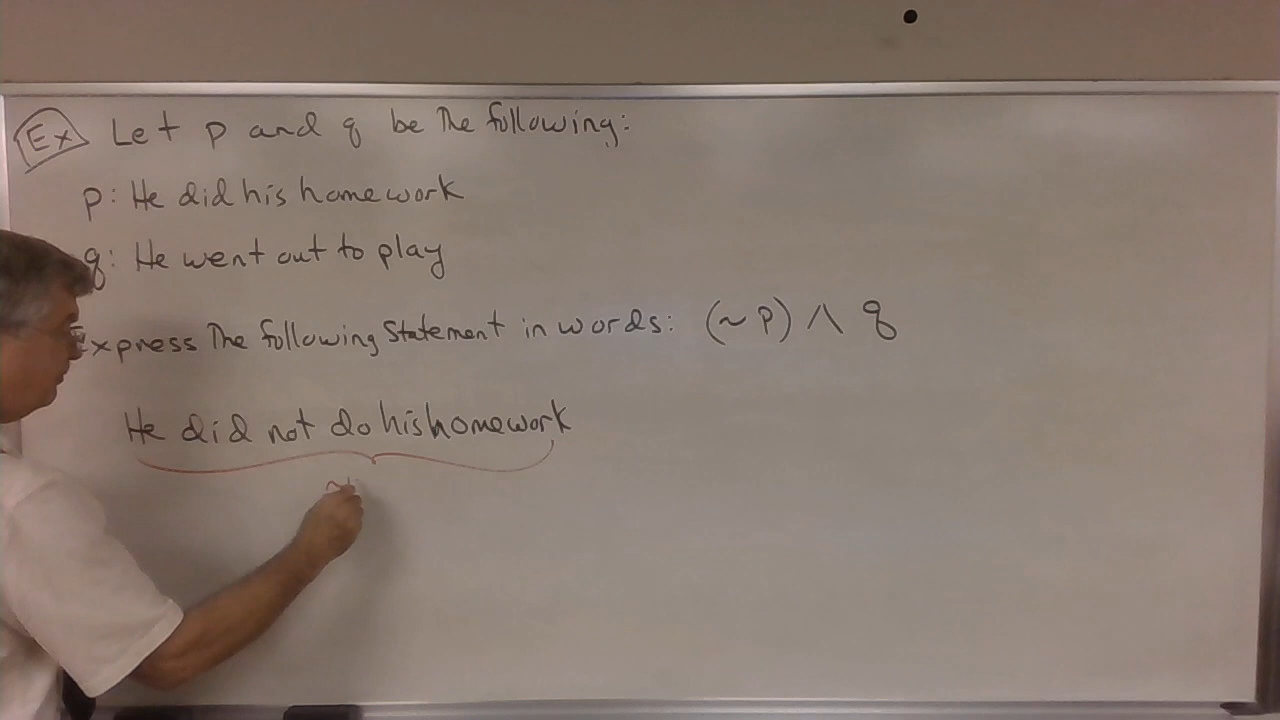 Ex Let p and q be the following:
p: He did his homework
q: He went out to play
Express the following statement in words: (~ p) ∧ q
He did not do his homework
~